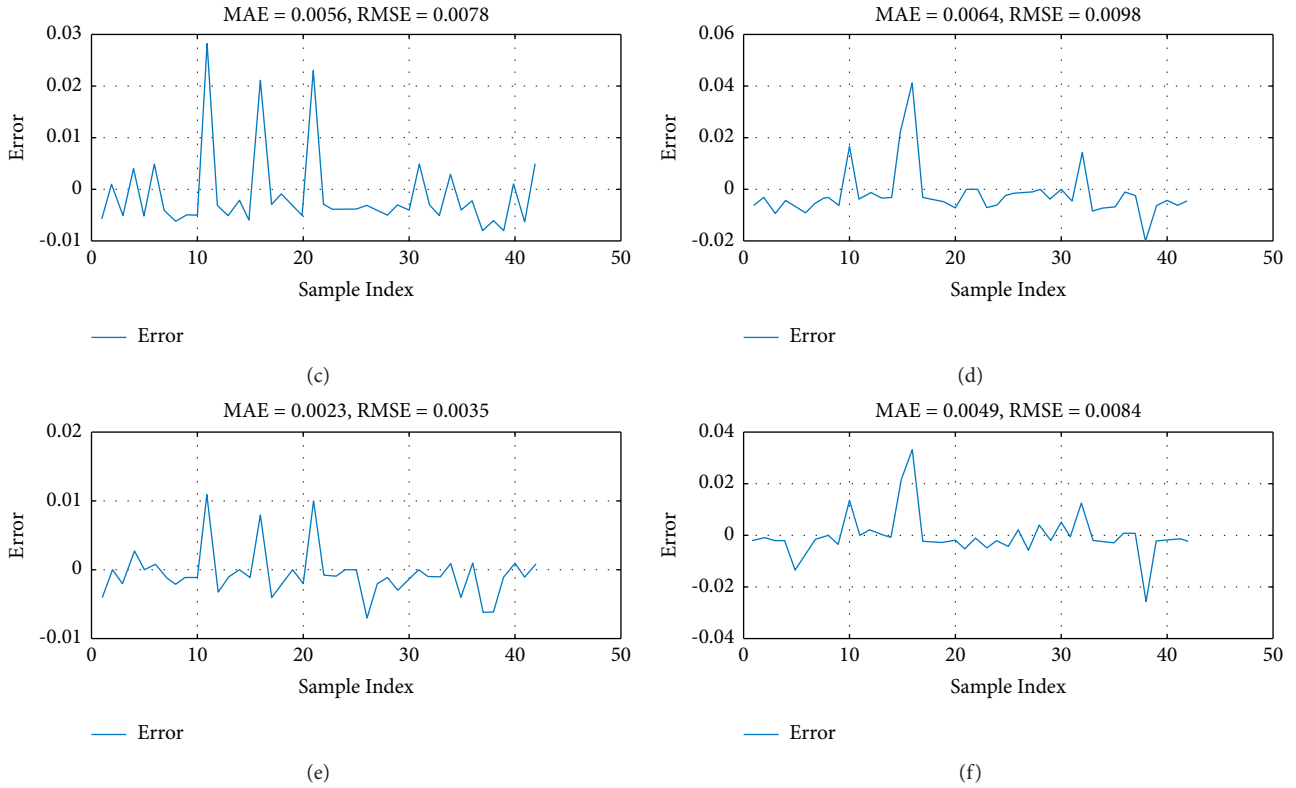 MAE = 0.0056, RMSE = 0.0078
0.03
0.02
0.01
0
-0.01
Error
0
10
20
30
40
50
Sample Index
Error
(c)
MAE = 0.0064, RMSE = 0.0098
0.06
0.04
0.02
-0
-0.02
Error
0
10
20
30
40
50
Sample Index
Error
(d)
MAE = 0.0023, RMSE = 0.0035
0.02
0.01
0
-0.01
Error
0
10
20
30
40
50
Sample Index
Error
(e)
MAE = 0.0049, RMSE = 0.0084
0.04
0.02
0
-0.02
-0.04
Error
0
10
20
30
40
50
Sample Index
Error
(f)